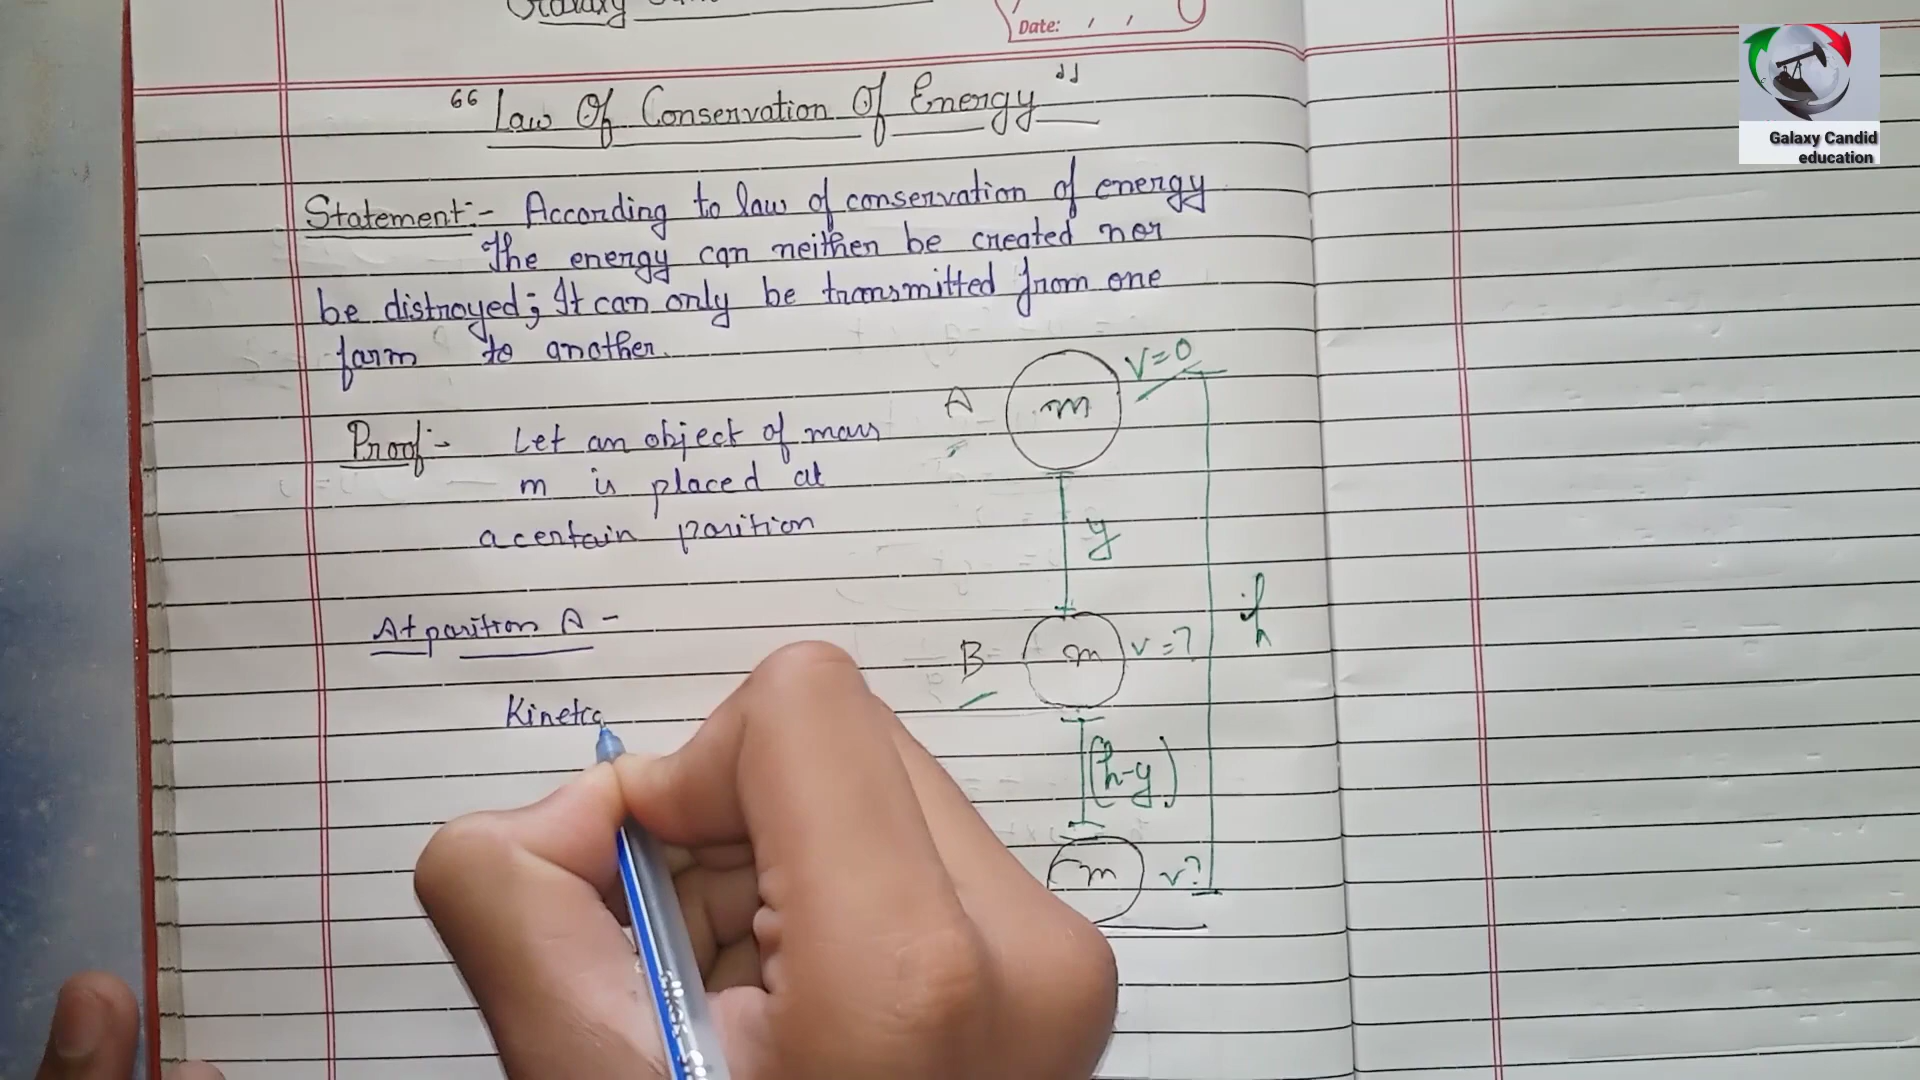 Galaxy
Date: / /
Galaxy Candid
education
"Law Of Conservation Of Energy"
Statement:- According to law of conservation of energy
The energy can neither be created nor
be distroyed; It can only be transmitted from one
form to another.
Proof:- Let an object of mass
m is placed at
a certain position
A
m
V=0
y
h
At position A -
B
m
v=?
Kinetic
(h-y)
m
v?